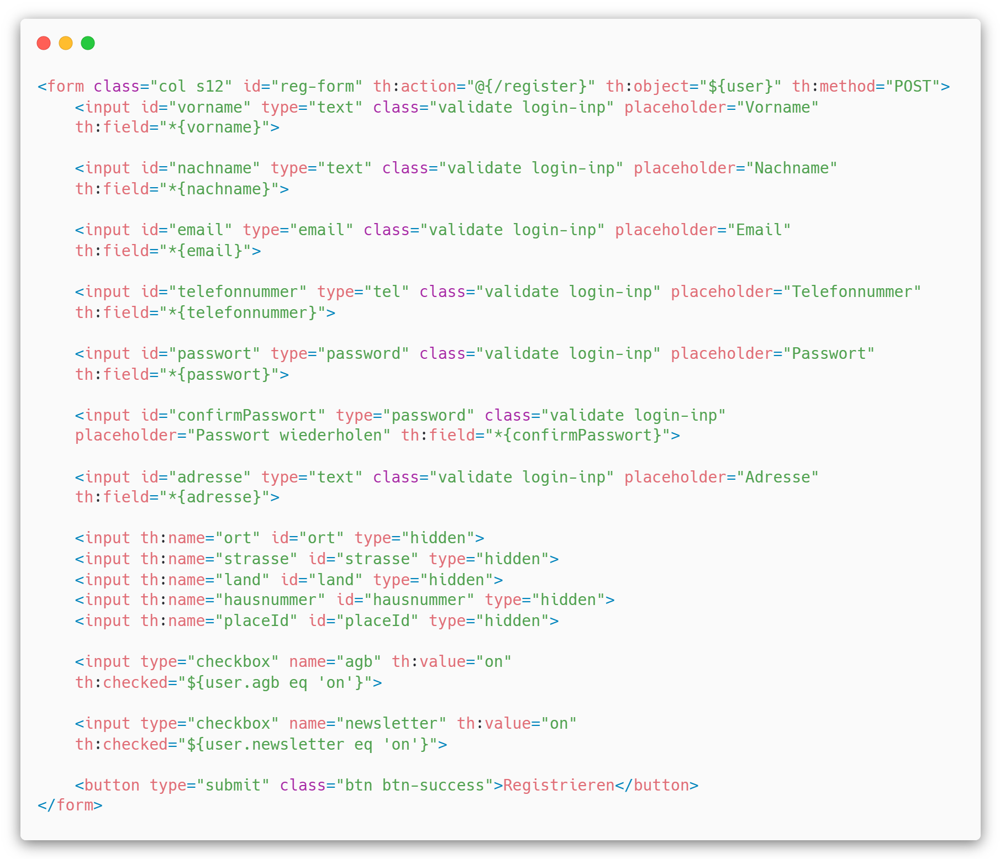 <form class="col s12" id="reg-form" th:action="@{/register}" th:object="${user}" th:method="POST">
    <input id="vorname" type="text" class="validate login-inp" placeholder="Vorname"
    th:field="*{vorname}">

    <input id="nachname" type="text" class="validate login-inp" placeholder="Nachname"
    th:field="*{nachname}">

    <input id="email" type="email" class="validate login-inp" placeholder="Email"
    th:field="*{email}">

    <input id="telefonnummer" type="tel" class="validate login-inp" placeholder="Telefonnummer"
    th:field="*{telefonnummer}">

    <input id="passwort" type="password" class="validate login-inp" placeholder="Passwort"
    th:field="*{passwort}">

    <input id="confirmPasswort" type="password" class="validate login-inp"
    placeholder="Passwort wiederholen" th:field="*{confirmPasswort}">

    <input id="adresse" type="text" class="validate login-inp" placeholder="Adresse"
    th:field="*{adresse}">

    <input th:name="ort" id="ort" type="hidden">
    <input th:name="strasse" id="strasse" type="hidden">
    <input th:name="land" id="land" type="hidden">
    <input th:name="hausnummer" id="hausnummer" type="hidden">
    <input th:name="placeId" id="placeId" type="hidden">

    <input type="checkbox" name="agb" th:value="on"
    th:checked="${user.agb eq 'on'}">

    <input type="checkbox" name="newsletter" th:value="on"
    th:checked="${user.newsletter eq 'on'}">

    <button type="submit" class="btn btn-success">Registrieren</button>
</form>